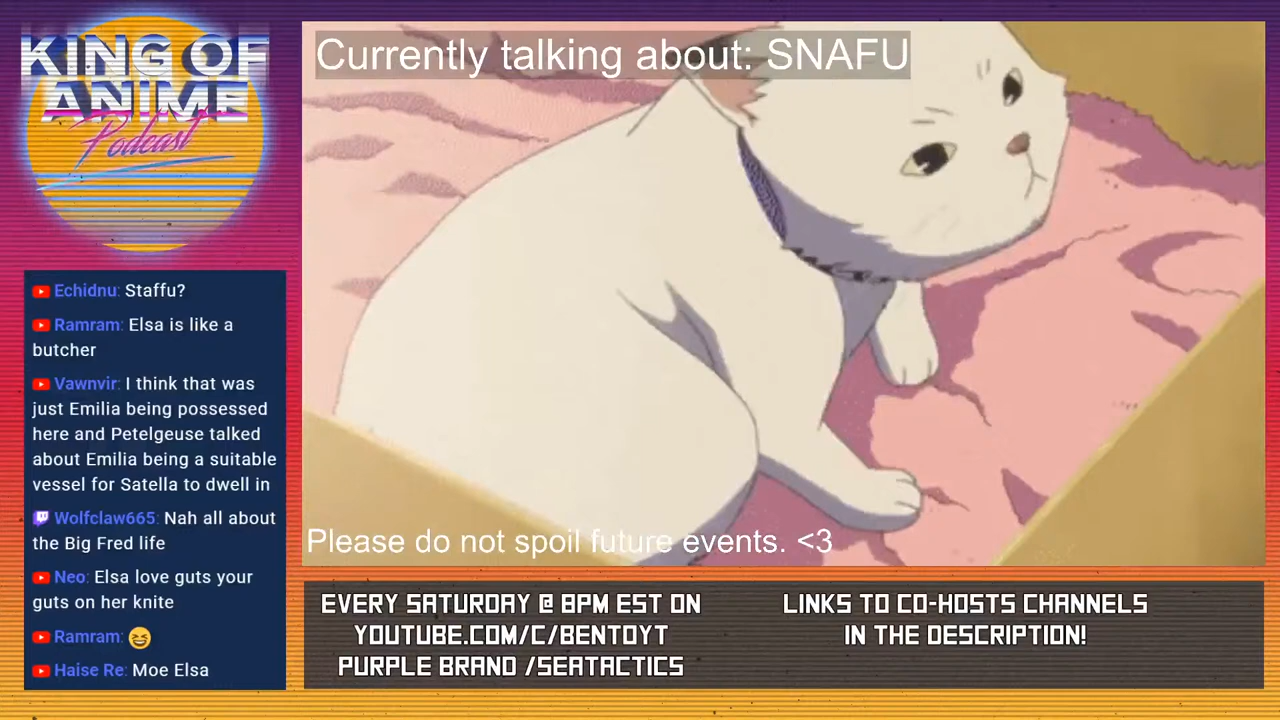 KING OF
ANIME
Podcast
Currently talking about: SNAFU
Echidnu: Staffu?
Ramram: Elsa is like a
butcher
Vawnvir: I think that was
just Emilia being possessed
here and Petelgeuse talked
about Emilia being a suitable
vessel for Satella to dwell in
Wolfclaw665: Nah all about
the Big Fred life
Neo: Elsa love guts your
guts on her knite
Ramram: 😆
Haise Re: Moe Elsa
Please do not spoil future events. <3
EVERY SATURDAY @ 8PM EST ON
YOUTUBE.COM/C/BENTOYT
PURPLE BRAND /SEATACTICS
LINKS TO CO-HOSTS CHANNELS
IN THE DESCRIPTION!